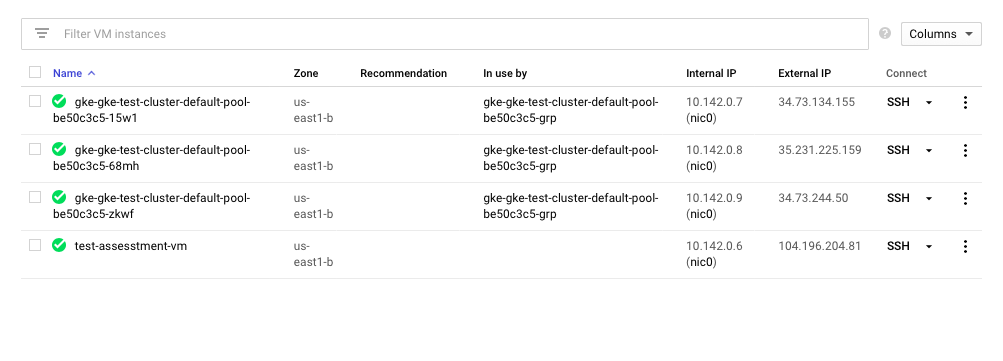 Filter VM instances
Columns
Name Zone Recommendation In use by Internal IP External IP Connect
gke-gke-test-cluster-default-pool- us- gke-gke-test-cluster-default-pool- 10.142.0.7 34.73.134.155 SSH
be50c3c5-15w1 east1-b be50c3c5-grp (nic0)
gke-gke-test-cluster-default-pool- us- gke-gke-test-cluster-default-pool- 10.142.0.8 35.231.225.159 SSH
be50c3c5-68mh east1-b be50c3c5-grp (nic0)
gke-gke-test-cluster-default-pool- us- gke-gke-test-cluster-default-pool- 10.142.0.9 34.73.244.50 SSH
be50c3c5-zkwf east1-b be50c3c5-grp (nic0)
test-assesstment-vm us- 10.142.0.6 104.196.204.81 SSH
east1-b (nic0)